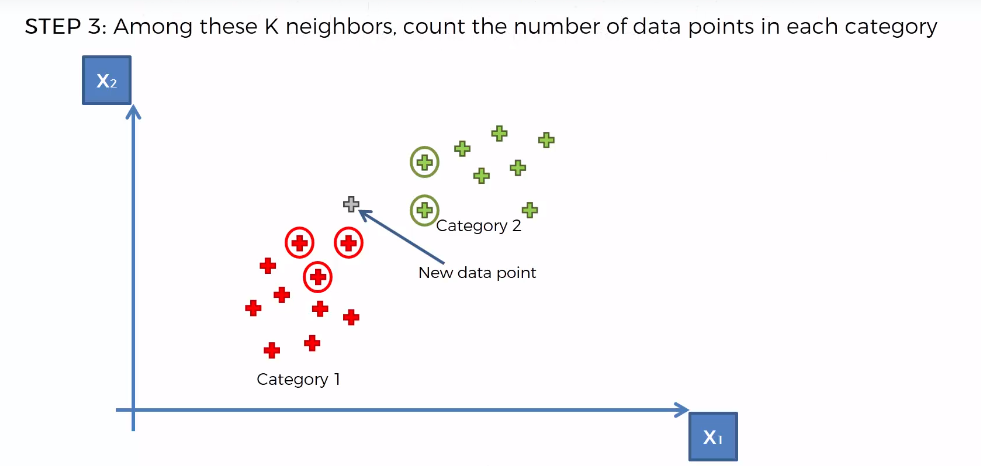 STEP 3: Among these K neighbors, count the number of data points in each category
X2
Category 2
New data point
Category 1
X1